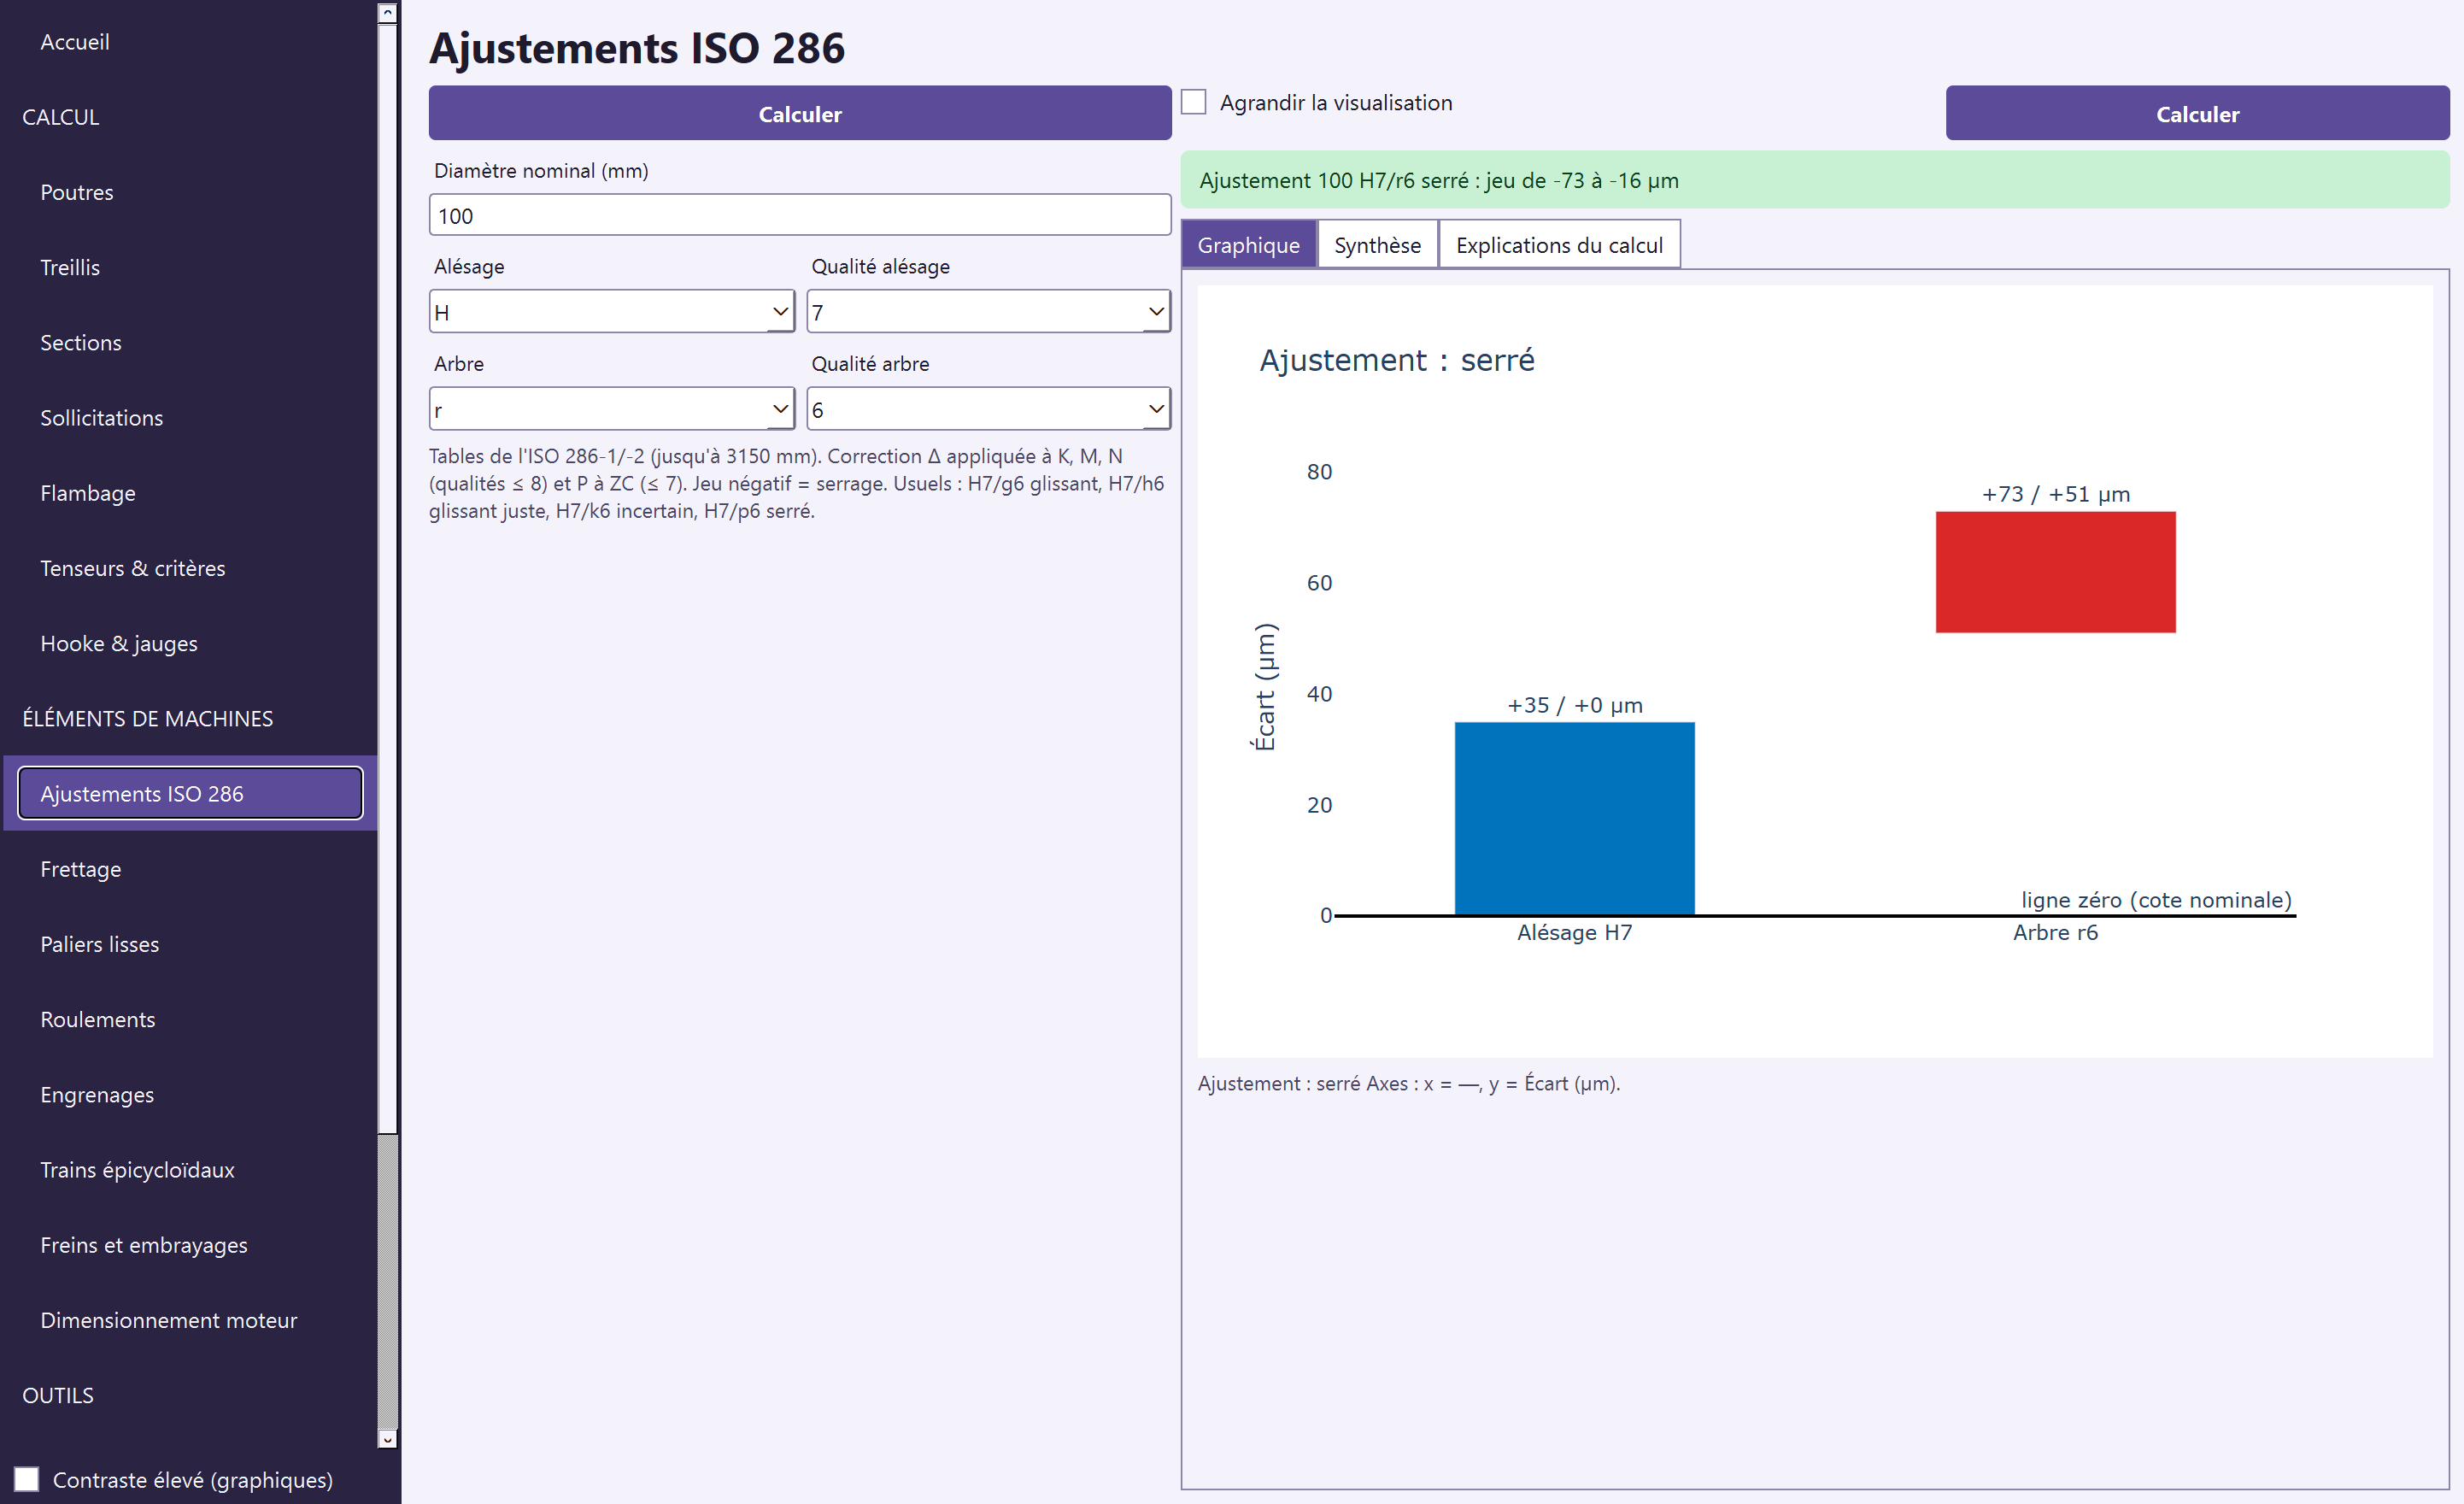 Accueil
CALCUL
Poutres
Treillis
Sections
Sollicitations
Flambage
Tenseurs & critères
Hooke & jauges
ÉLÉMENTS DE MACHINES
Ajustements ISO 286
Frettage
Paliers lisses
Roulements
Engrenages
Trains épicycloïdaux
Freins et embrayages
Dimensionnement moteur
OUTILS
Contraste élevé (graphiques)
Ajustements ISO 286
Calculer
Diamètre nominal (mm)
100
Alésage Qualité alésage
H 7
Arbre Qualité arbre
r 6
Tables de l'ISO 286-1/-2 (jusqu'à 3150 mm). Correction Δ appliquée à K, M, N
(qualités ≤ 8) et P à ZC (≤ 7). Jeu négatif = serrage. Usuels : H7/g6 glissant, H7/h6
glissant juste, H7/k6 incertain, H7/p6 serré.
Agrandir la visualisation
Calculer
Ajustement 100 H7/r6 serré : jeu de -73 à -16 µm
Graphique Synthèse Explications du calcul
Ajustement : serré
Écart (µm)
80
60
40
20
0
+73 / +51 µm
+35 / +0 µm
ligne zéro (cote nominale)
Alésage H7 Arbre r6
Ajustement : serré Axes : x = —, y = Écart (µm).